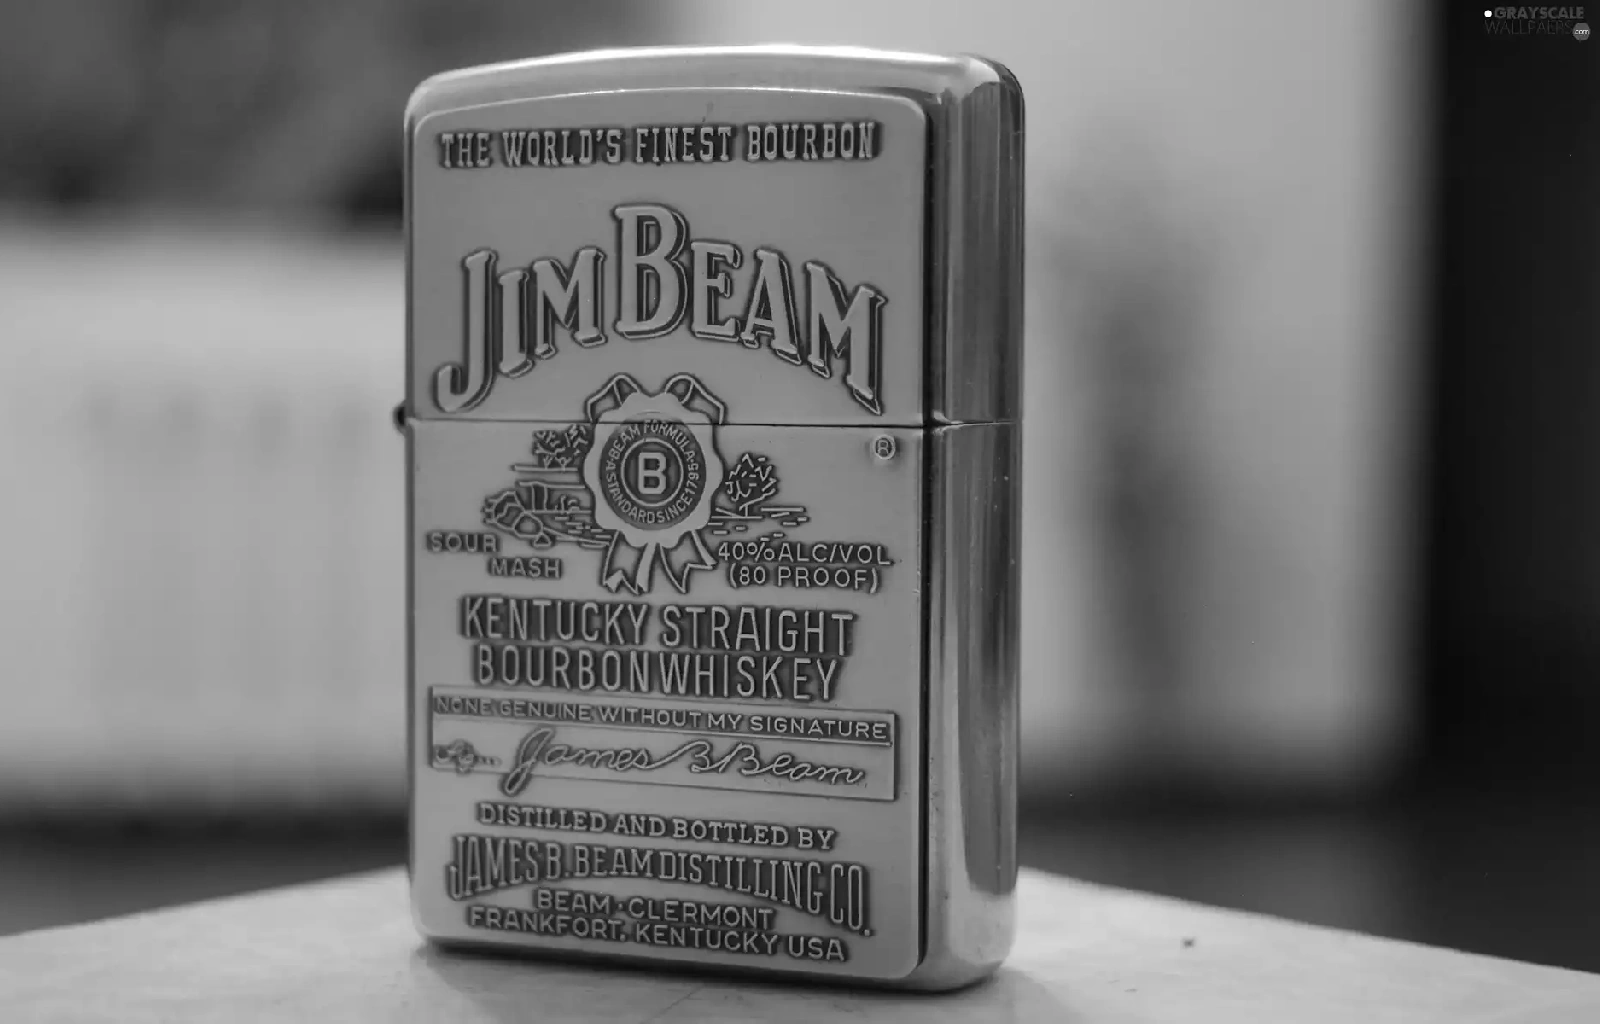 GRAYSCALE
WALLPAPERS.com
THE WORLD'S FINEST BOURBON
JIM BEAM
A BEAM FORMULA
B
A STANDARD SINCE 1795
®
SOUR
MASH
40% ALC/VOL
(80 PROOF)
KENTUCKY STRAIGHT
BOURBON WHISKEY
NONE GENUINE WITHOUT MY SIGNATURE
James B Beam
DISTILLED AND BOTTLED BY
JAMES B. BEAM DISTILLING CO.
BEAM · CLERMONT
FRANKFORT, KENTUCKY USA